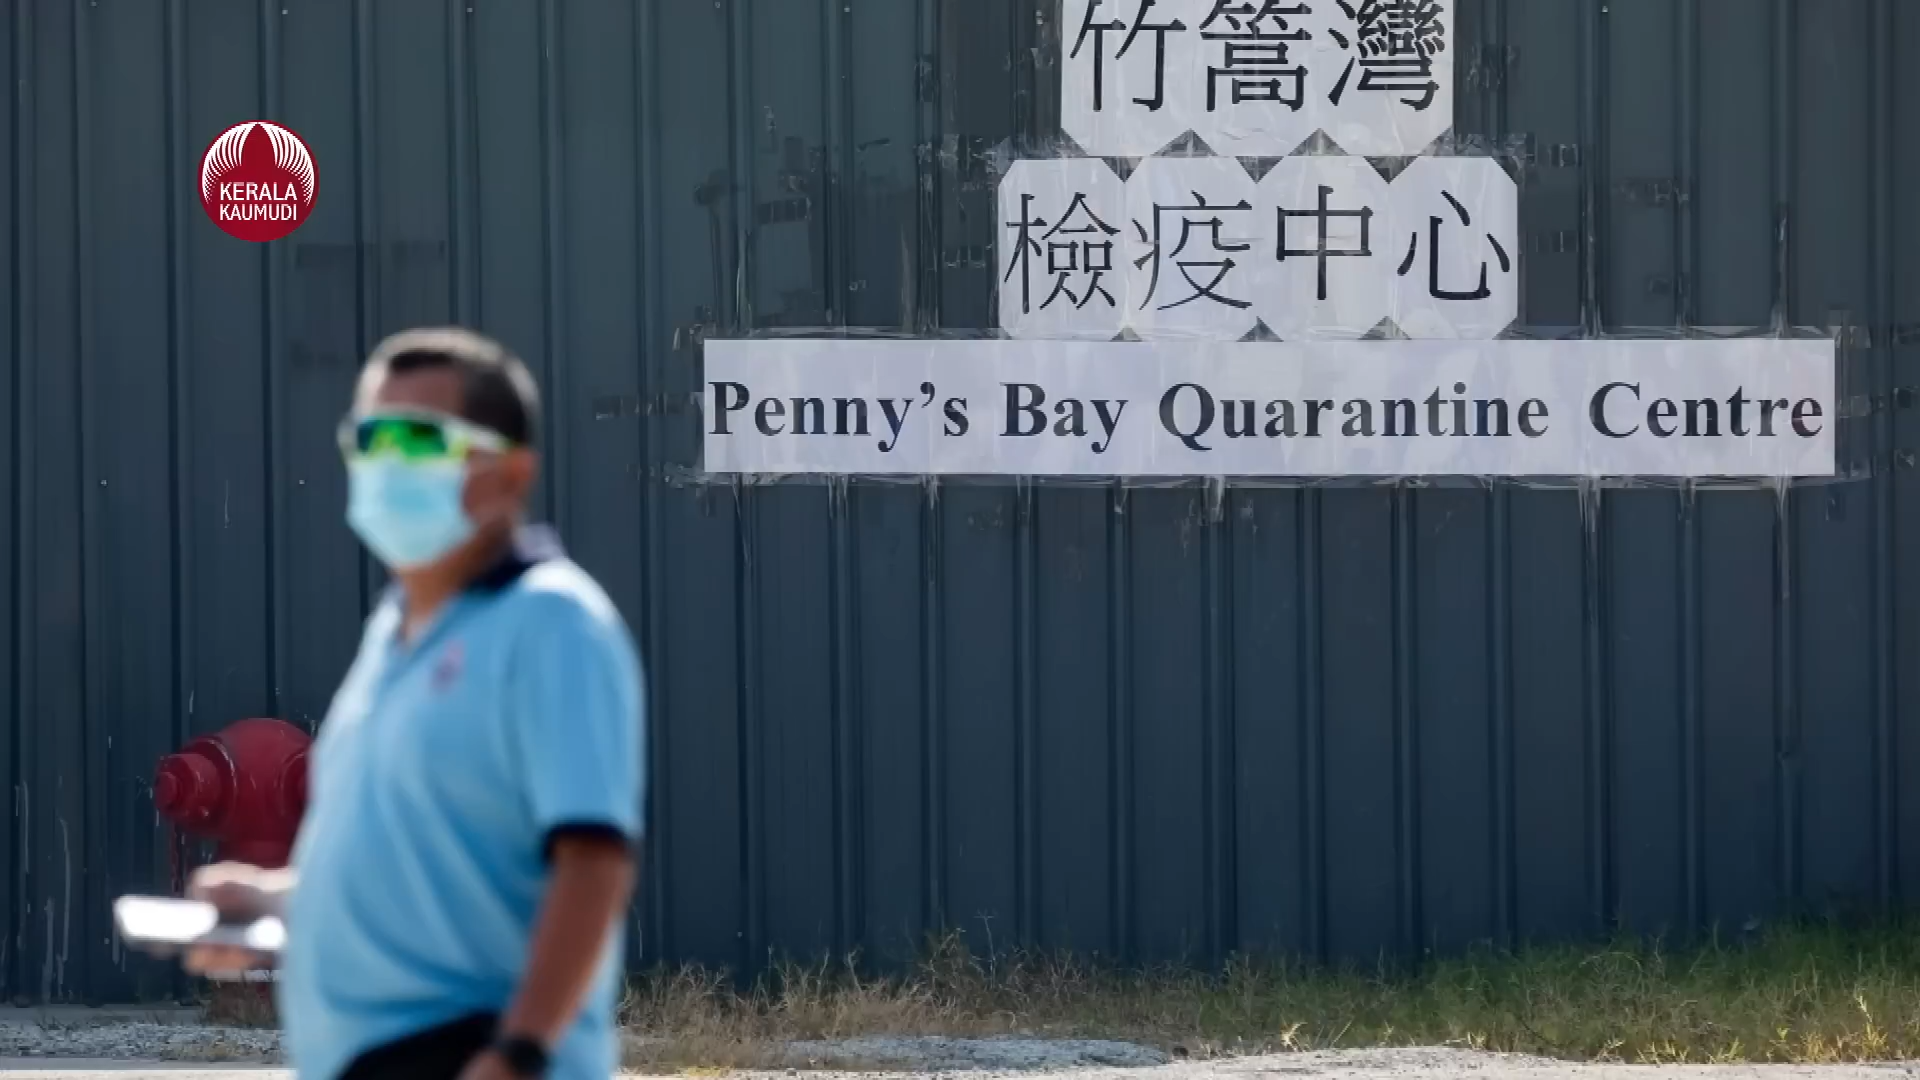 竹篙灣
KERALA
KAUMUDI
檢疫中心
Penny's Bay Quarantine Centre